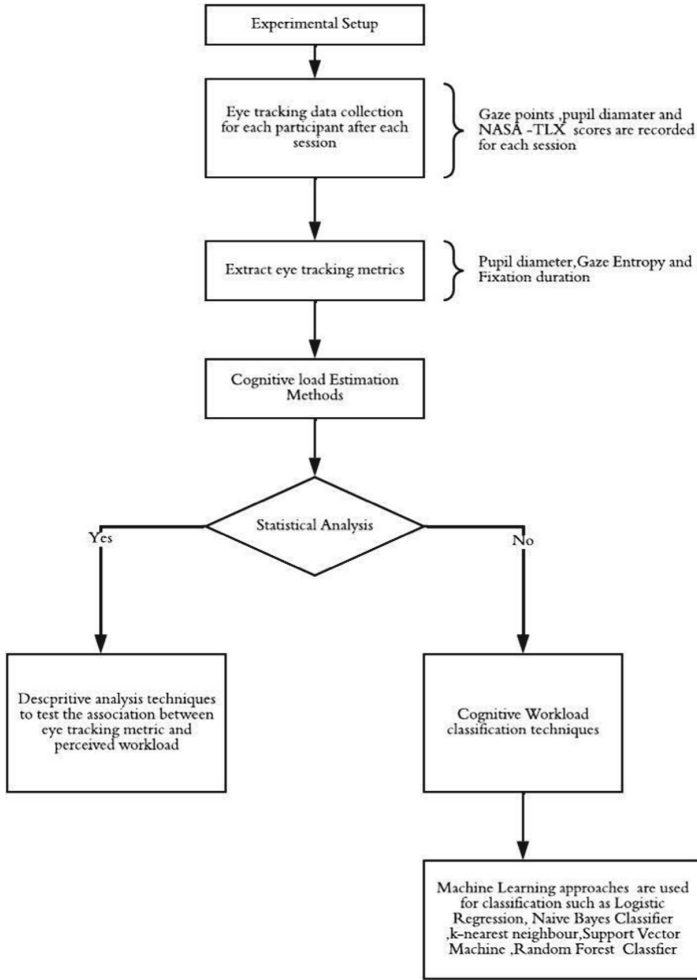 Experimental Setup
Eye tracking data collection
for each participant after each
session
Gaze points ,pupil diamater and
NASA -TLX scores are recorded
for each session
Extract eye tracking metrics
Pupil diameter,Gaze Entropy and
Fixation duration
Cognitive load Estimation
Methods
Statistical Analysis
Yes
No
Descpritive analysis techniques
to test the association between
eye tracking metric and
perceived workload
Cognitive Workload
classification techniques
Machine Learning approaches are used
for classification such as Logistic
Regression, Naive Bayes Classifier
,k-nearest neighbour,Support Vector
Machine ,Random Forest Classfier